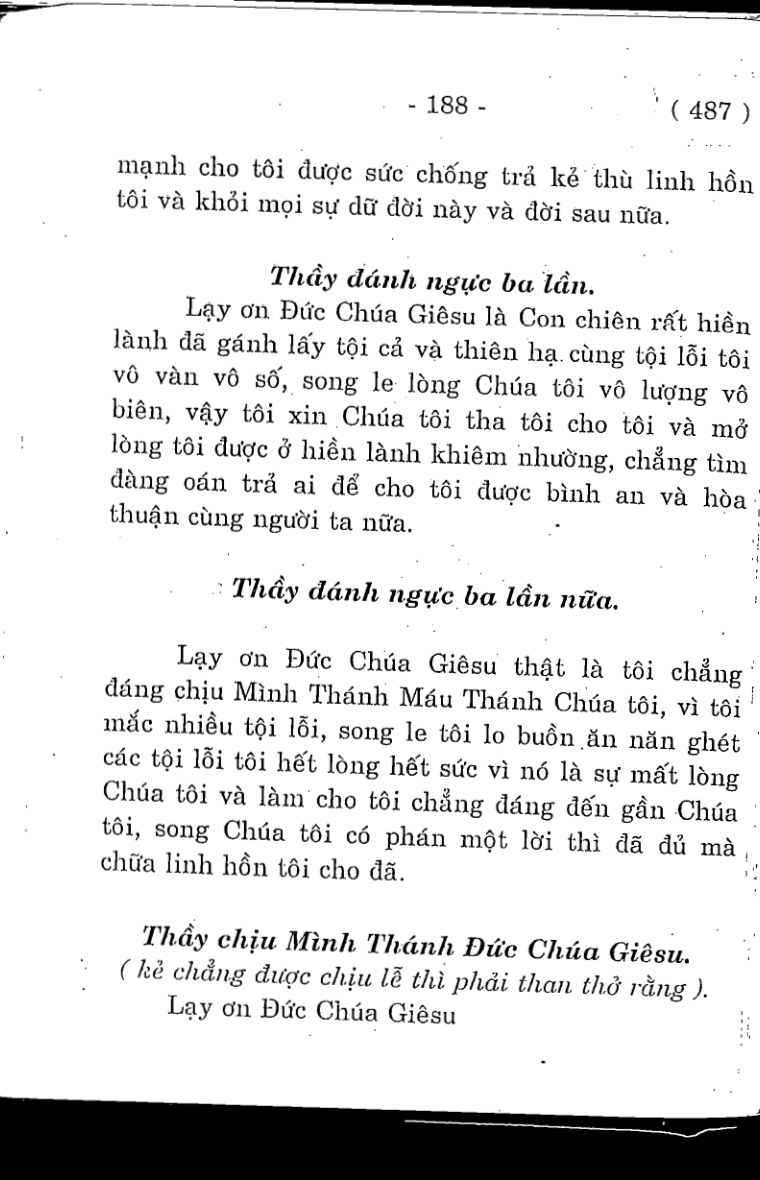 - 188 -
( 487 )
mạnh cho tôi được sức chống trả kẻ thù linh hồn
tôi và khỏi mọi sự dữ đời này và đời sau nữa.
Thầy đánh ngực ba lần.
Lạy ơn Đức Chúa Giêsu là Con chiên rất hiền
lành đã gánh lấy tội cả và thiên hạ cùng tội lỗi tôi
vô vàn vô số, song le lòng Chúa tôi vô lượng vô
biên, vậy tôi xin Chúa tôi tha tôi cho tôi và mở
lòng tôi được ở hiền lành khiêm nhường, chẳng tìm
đàng oán trả ai để cho tôi được bình an và hòa
thuận cùng người ta nữa.
Thầy đánh ngực ba lần nữa.
Lạy ơn Đức Chúa Giêsu thật là tôi chẳng
đáng chịu Mình Thánh Máu Thánh Chúa tôi, vì tôi
mắc nhiều tội lỗi, song le tôi lo buồn ăn năn ghét
các tội lỗi tôi hết lòng hết sức vì nó là sự mất lòng
Chúa tôi và làm cho tôi chẳng đáng đến gần Chúa
tôi, song Chúa tôi có phán một lời thì đã đủ mà
chữa linh hồn tôi cho đã.
Thầy chịu Mình Thánh Đức Chúa Giêsu.
( kẻ chẳng được chịu lễ thì phải than thở rằng ).
Lạy ơn Đức Chúa Giêsu